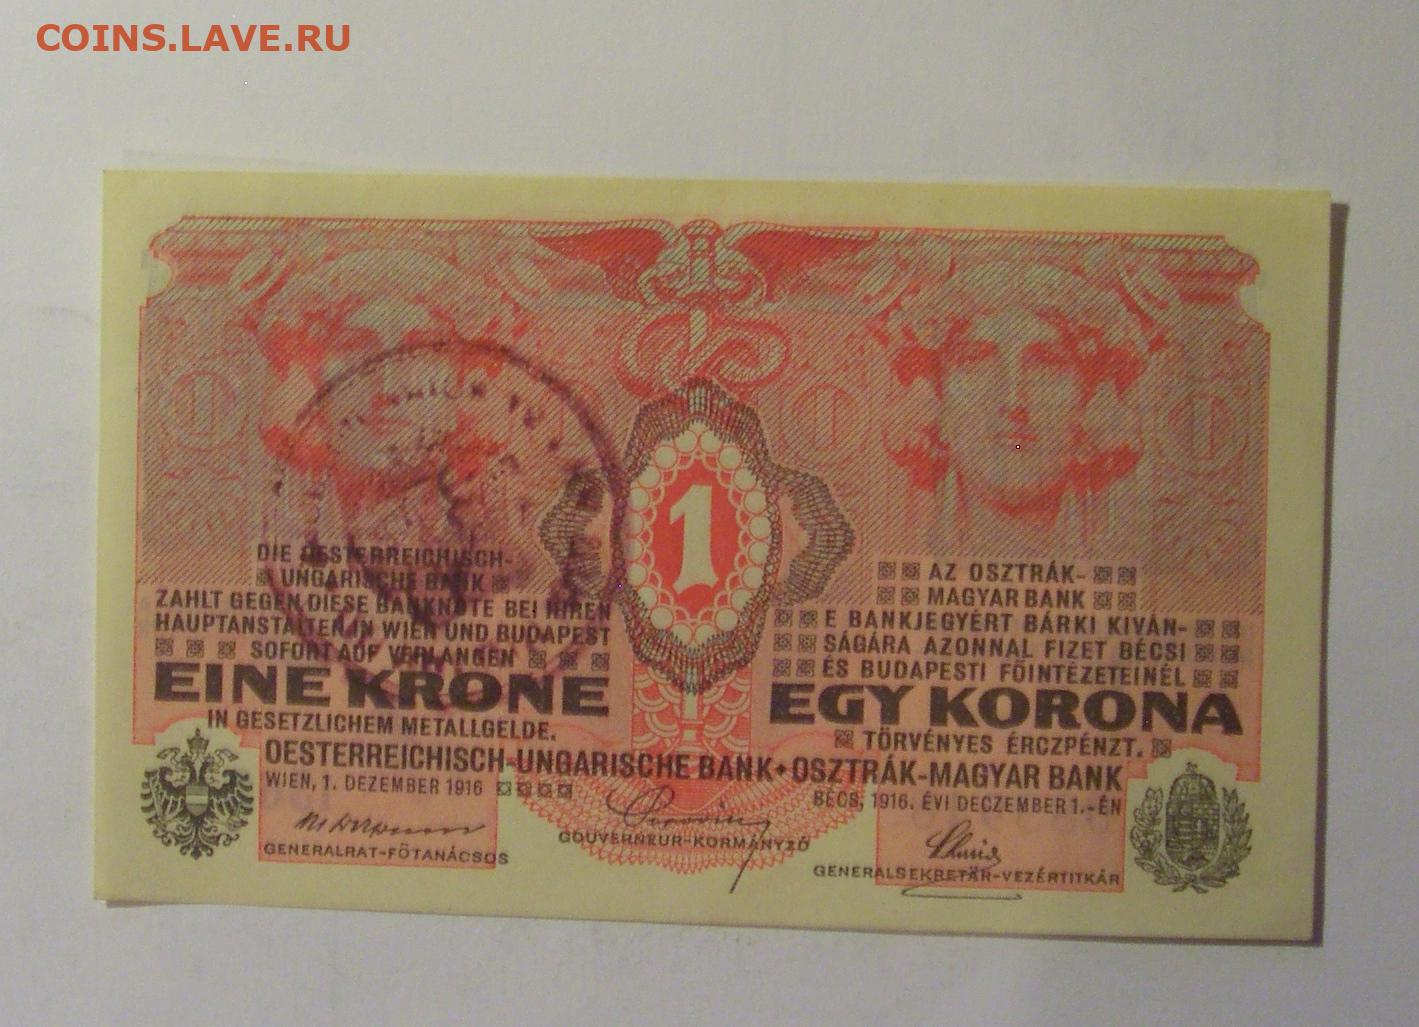 COINS.LAVE.RU
1
DIE OESTERREICHISCH-
UNGARISCHE BANK
ZAHLT GEGEN DIESE BANKNOTE BEI IHREN
HAUPTANSTALTEN IN WIEN UND BUDAPEST
SOFORT AUF VERLANGEN
EINE KRONE
IN GESETZLICHEM METALLGELDE.
AZ OSZTRÁK-
MAGYAR BANK
E BANKJEGYÉRT BÁRKI KIVÁN-
SÁGÁRA AZONNAL FIZET BÉCSI
ÉS BUDAPESTI FŐINTÉZETEINÉL
EGY KORONA
TÖRVÉNYES ÉRCZPÉNZT.
OESTERREICHISCH-UNGARISCHE BANK OSZTRÁK-MAGYAR BANK
WIEN, 1. DEZEMBER 1916
BÉCS, 1916. ÉVI DECZEMBER 1.-ÉN
GENERALRAT-FŐTANÁCSOS
GOUVERNEUR-KORMÁNYZÓ
GENERALSEKRETÄR-VEZÉRTITKÁR